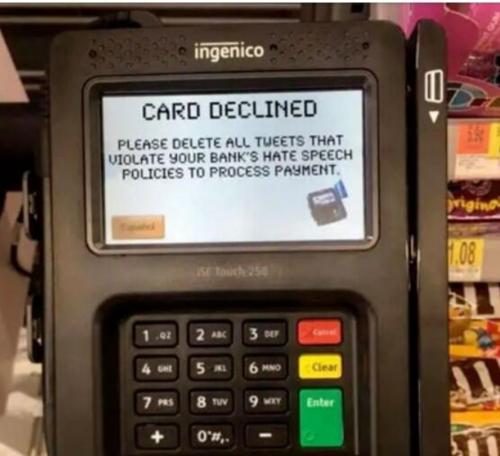 ingenico
CARD DECLINED
PLEASE DELETE ALL TWEETS THAT
VIOLATE YOUR BANK'S HATE SPEECH
POLICIES TO PROCESS PAYMENT.
Español
iSC Touch 250
1 .QZ 2 ABC 3 DEF Cancel
4 GHI 5 JKL 6 MNO Clear
7 PRS 8 TUV 9 WXY Enter
+ 0*#,. -
Origina
1.08